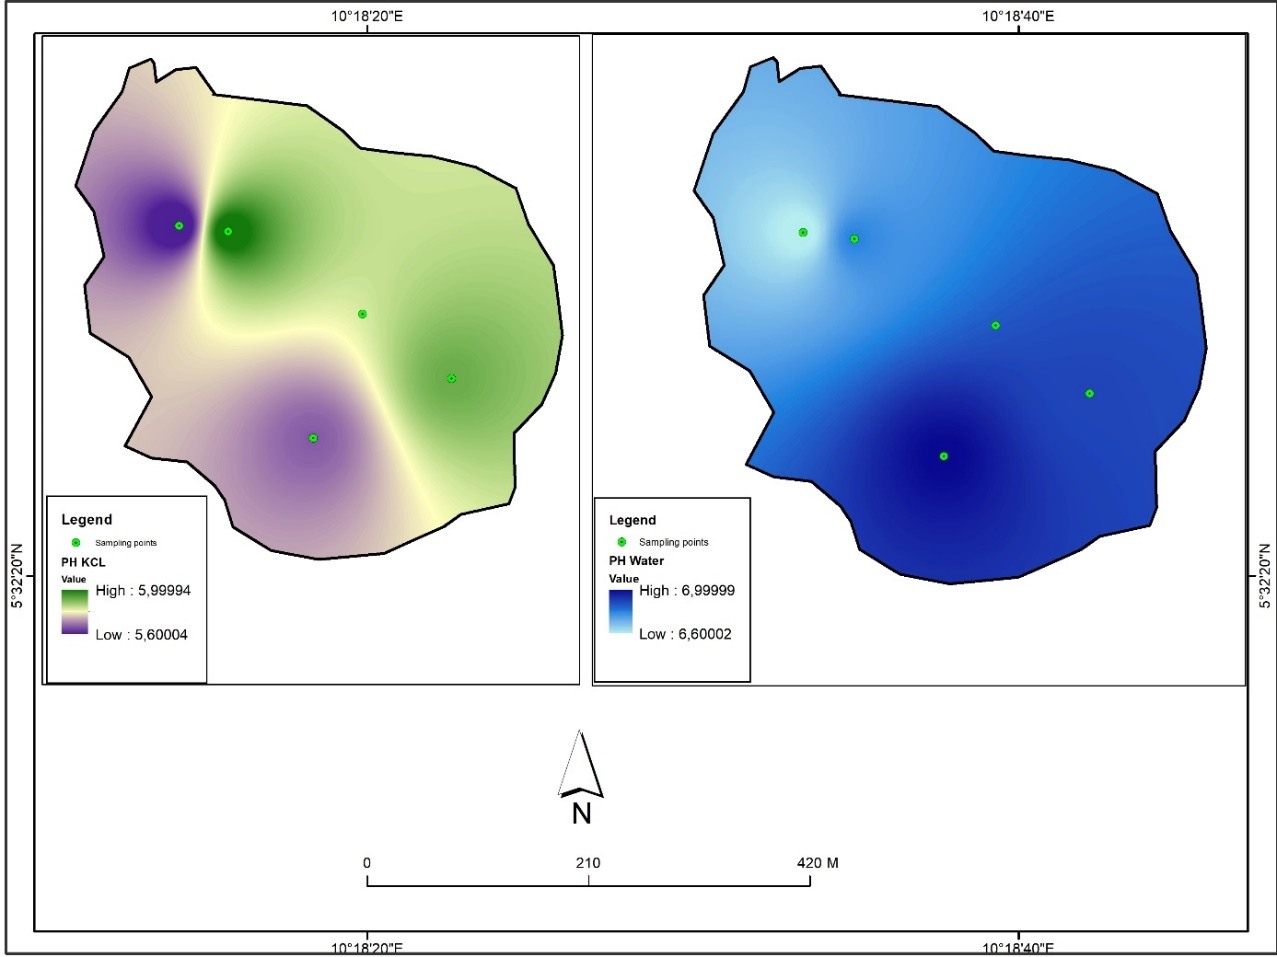 10°18'20"E 10°18'40"E
Legend
Sampling points
PH KCL
Value
High : 5,99994
Low : 5,60004
Legend
Sampling points
PH Water
Value
High : 6,99999
Low : 6,60002
5°32'20"N 5°32'20"N
N
0 210 420 M
10°18'20"E 10°18'40"E